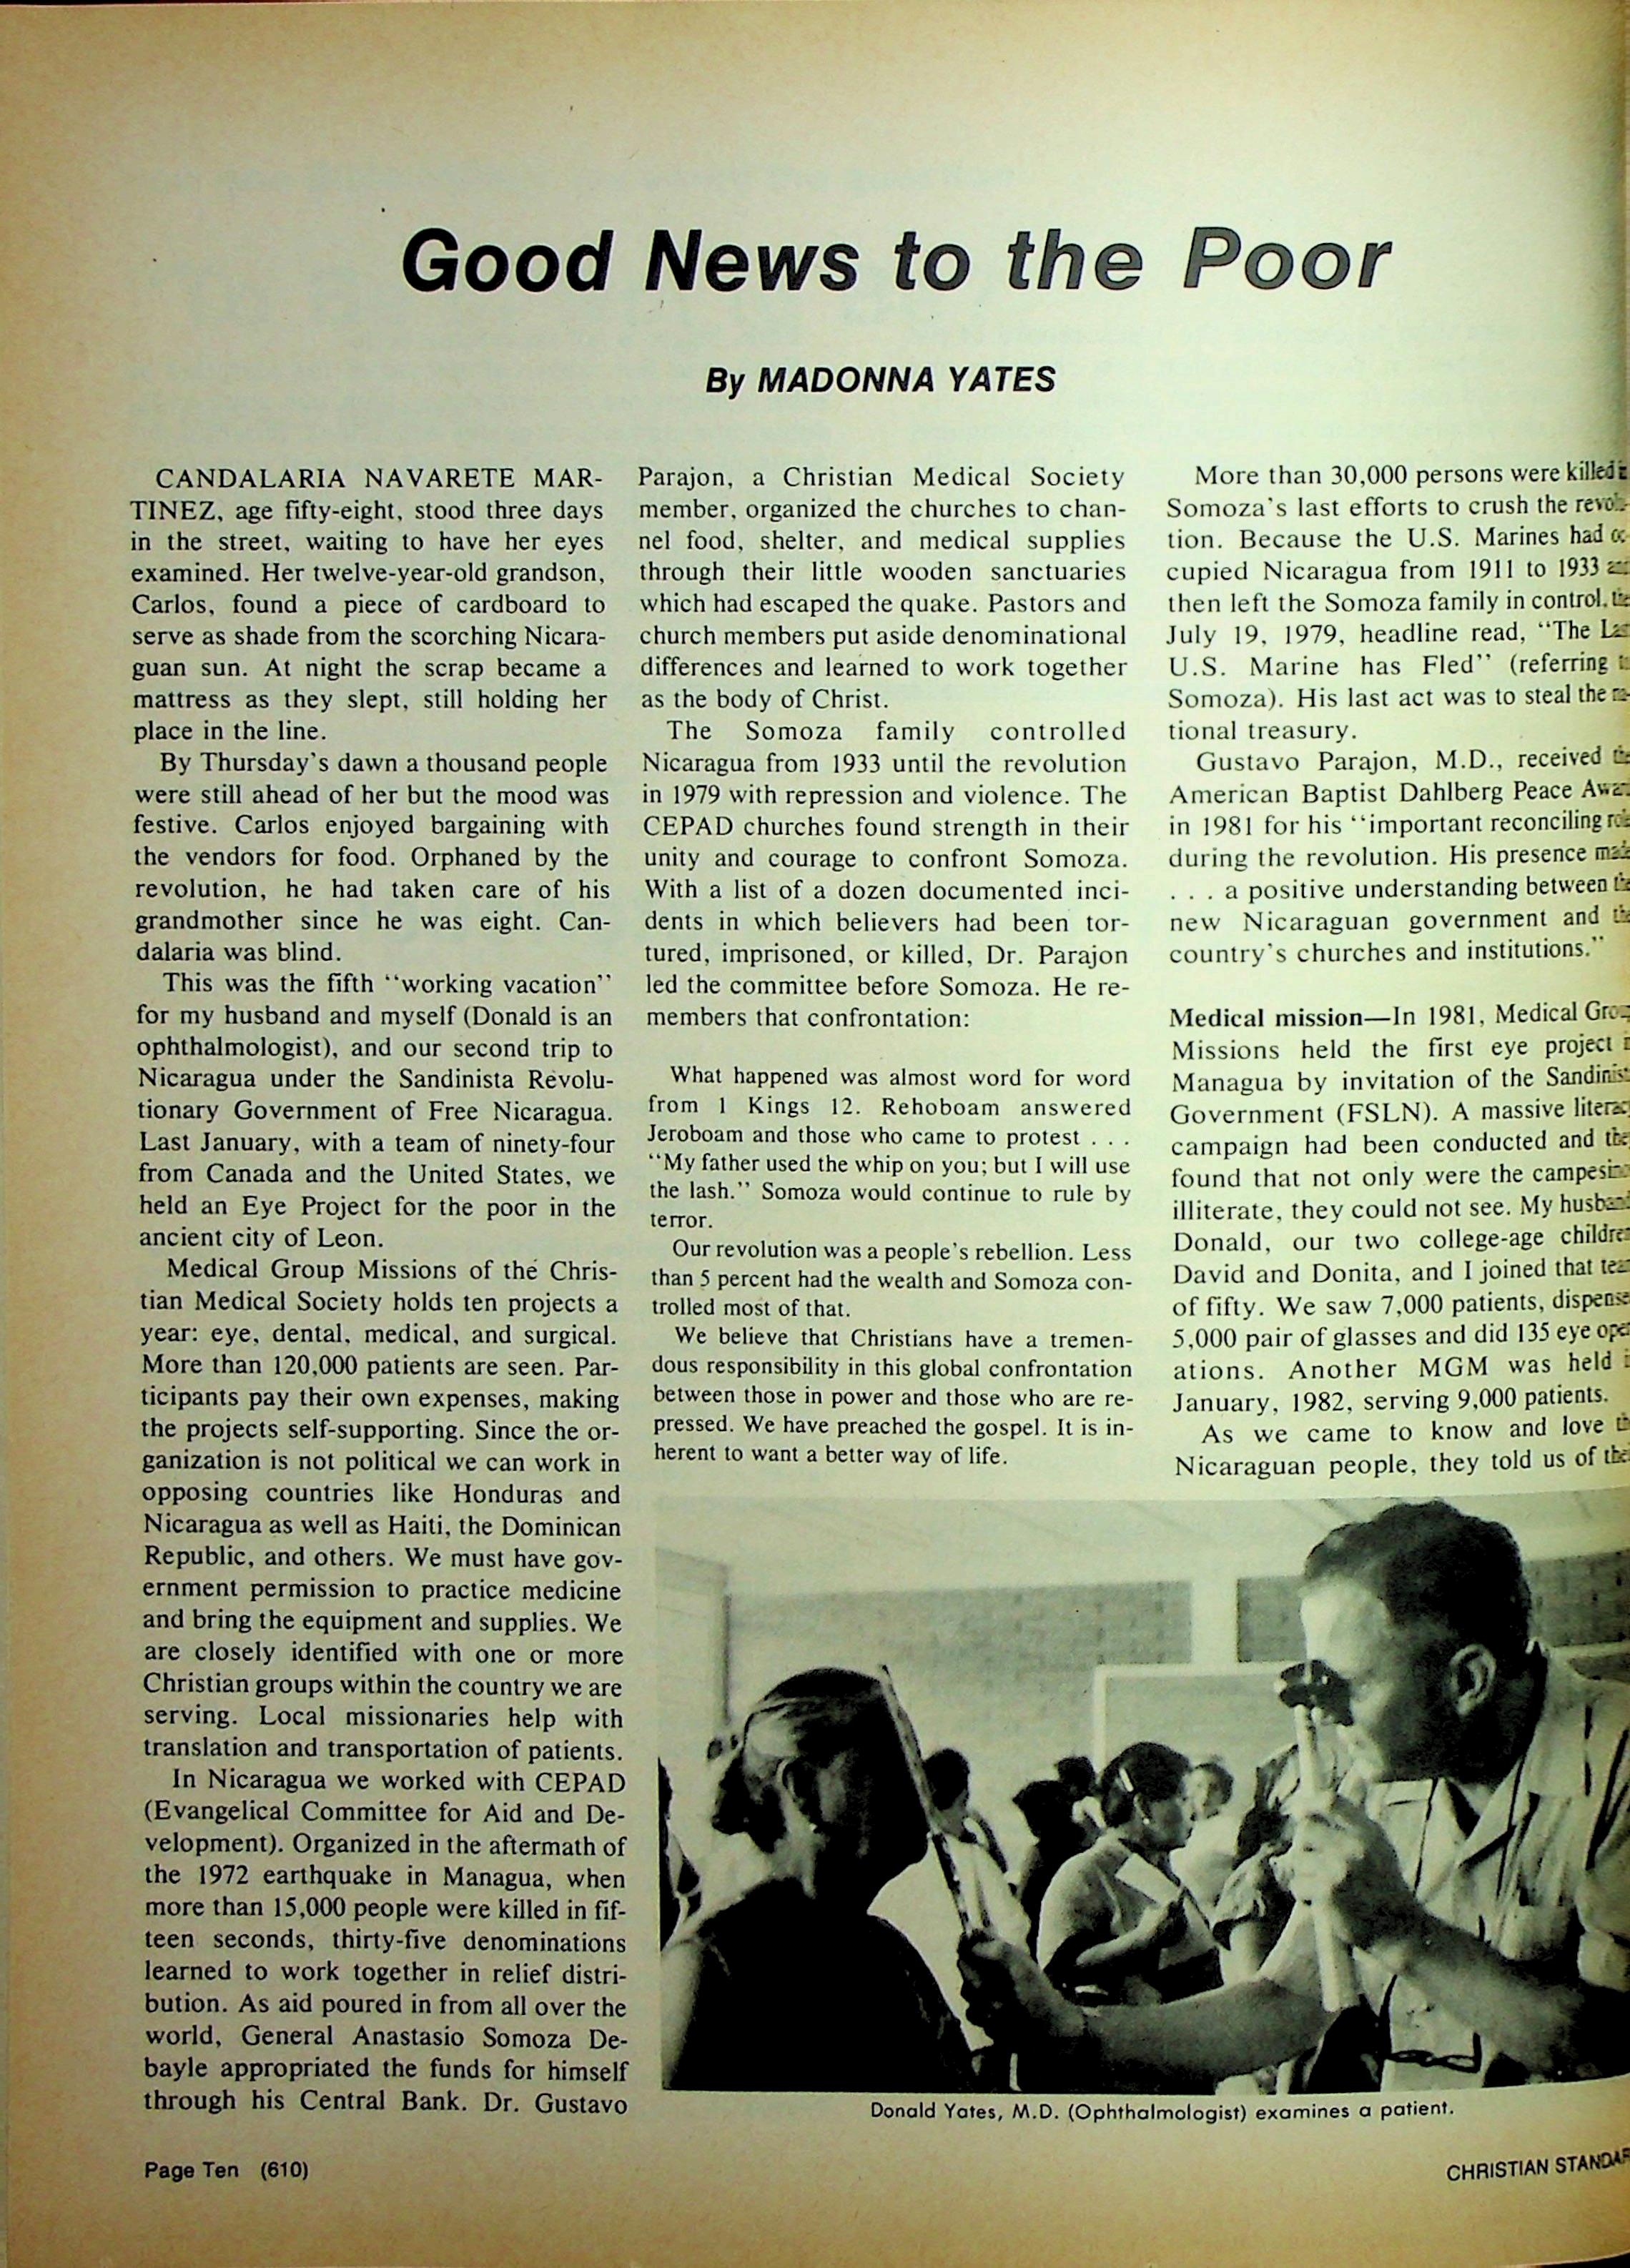 Good News to the Poor
By MADONNA YATES
CANDALARIA NAVARETE MAR-
TINEZ, age fifty-eight, stood three days
in the street, waiting to have her eyes
examined. Her twelve-year-old grandson,
Carlos, found a piece of cardboard to
serve as shade from the scorching Nicara-
guan sun. At night the scrap became a
mattress as they slept, still holding her
place in the line.
By Thursday's dawn a thousand people
were still ahead of her but the mood was
festive. Carlos enjoyed bargaining with
the vendors for food. Orphaned by the
revolution, he had taken care of his
grandmother since he was eight. Can-
dalaria was blind.
This was the fifth "working vacation"
for my husband and myself (Donald is an
ophthalmologist), and our second trip to
Nicaragua under the Sandinista Revolu-
tionary Government of Free Nicaragua.
Last January, with a team of ninety-four
from Canada and the United States, we
held an Eye Project for the poor in the
ancient city of Leon.
Medical Group Missions of the Chris-
tian Medical Society holds ten projects a
year: eye, dental, medical, and surgical.
More than 120,000 patients are seen. Par-
ticipants pay their own expenses, making
the projects self-supporting. Since the or-
ganization is not political we can work in
opposing countries like Honduras and
Nicaragua as well as Haiti, the Dominican
Republic, and others. We must have gov-
ernment permission to practice medicine
and bring the equipment and supplies. We
are closely identified with one or more
Christian groups within the country we are
serving. Local missionaries help with
translation and transportation of patients.
In Nicaragua we worked with CEPAD
(Evangelical Committee for Aid and De-
velopment). Organized in the aftermath of
the 1972 earthquake in Managua, when
more than 15,000 people were killed in fif-
teen seconds, thirty-five denominations
learned to work together in relief distri-
bution. As aid poured in from all over the
world, General Anastasio Somoza De-
bayle appropriated the funds for himself
through his Central Bank. Dr. Gustavo
Parajon, a Christian Medical Society
member, organized the churches to chan-
nel food, shelter, and medical supplies
through their little wooden sanctuaries
which had escaped the quake. Pastors and
church members put aside denominational
differences and learned to work together
as the body of Christ.
The Somoza family controlled
Nicaragua from 1933 until the revolution
in 1979 with repression and violence. The
CEPAD churches found strength in their
unity and courage to confront Somoza.
With a list of a dozen documented inci-
dents in which believers had been tor-
tured, imprisoned, or killed, Dr. Parajon
led the committee before Somoza. He re-
members that confrontation:
What happened was almost word for word
from 1 Kings 12. Rehoboam answered
Jeroboam and those who came to protest . . .
"My father used the whip on you; but I will use
the lash." Somoza would continue to rule by
terror.
Our revolution was a people's rebellion. Less
than 5 percent had the wealth and Somoza con-
trolled most of that.
We believe that Christians have a tremen-
dous responsibility in this global confrontation
between those in power and those who are re-
pressed. We have preached the gospel. It is in-
herent to want a better way of life.
More than 30,000 persons were killed
Somoza's last efforts to crush the revolu-
tion. Because the U.S. Marines had oc-
cupied Nicaragua from 1911 to 1933 and
then left the Somoza family in control, the
July 19, 1979, headline read, "The Last
U.S. Marine has Fled" (referring to
Somoza). His last act was to steal the na-
tional treasury.
Gustavo Parajon, M.D., received the
American Baptist Dahlberg Peace Award
in 1981 for his "important reconciling role
during the revolution. His presence made
. . . a positive understanding between the
new Nicaraguan government and the
country's churches and institutions."
Medical mission—In 1981, Medical Group
Missions held the first eye project
Managua by invitation of the Sandinist
Government (FSLN). A massive literacy
campaign had been conducted and they
found that not only were the
illiterate, they could not see. My husband
Donald, our two college-age children
David and Donita, and I joined that team
of fifty. We saw 7,000 patients, dispense
5,000 pair of glasses and did 135 eye oper
ations. Another MGM was held
January, 1982, serving 9,000 patients.
As we came to know and love
Nicaraguan people, they told us of
Donald Yates, M.D. (Ophthalmologist) examines a patient.
Page Ten (610)
CHRISTIAN STANDAR